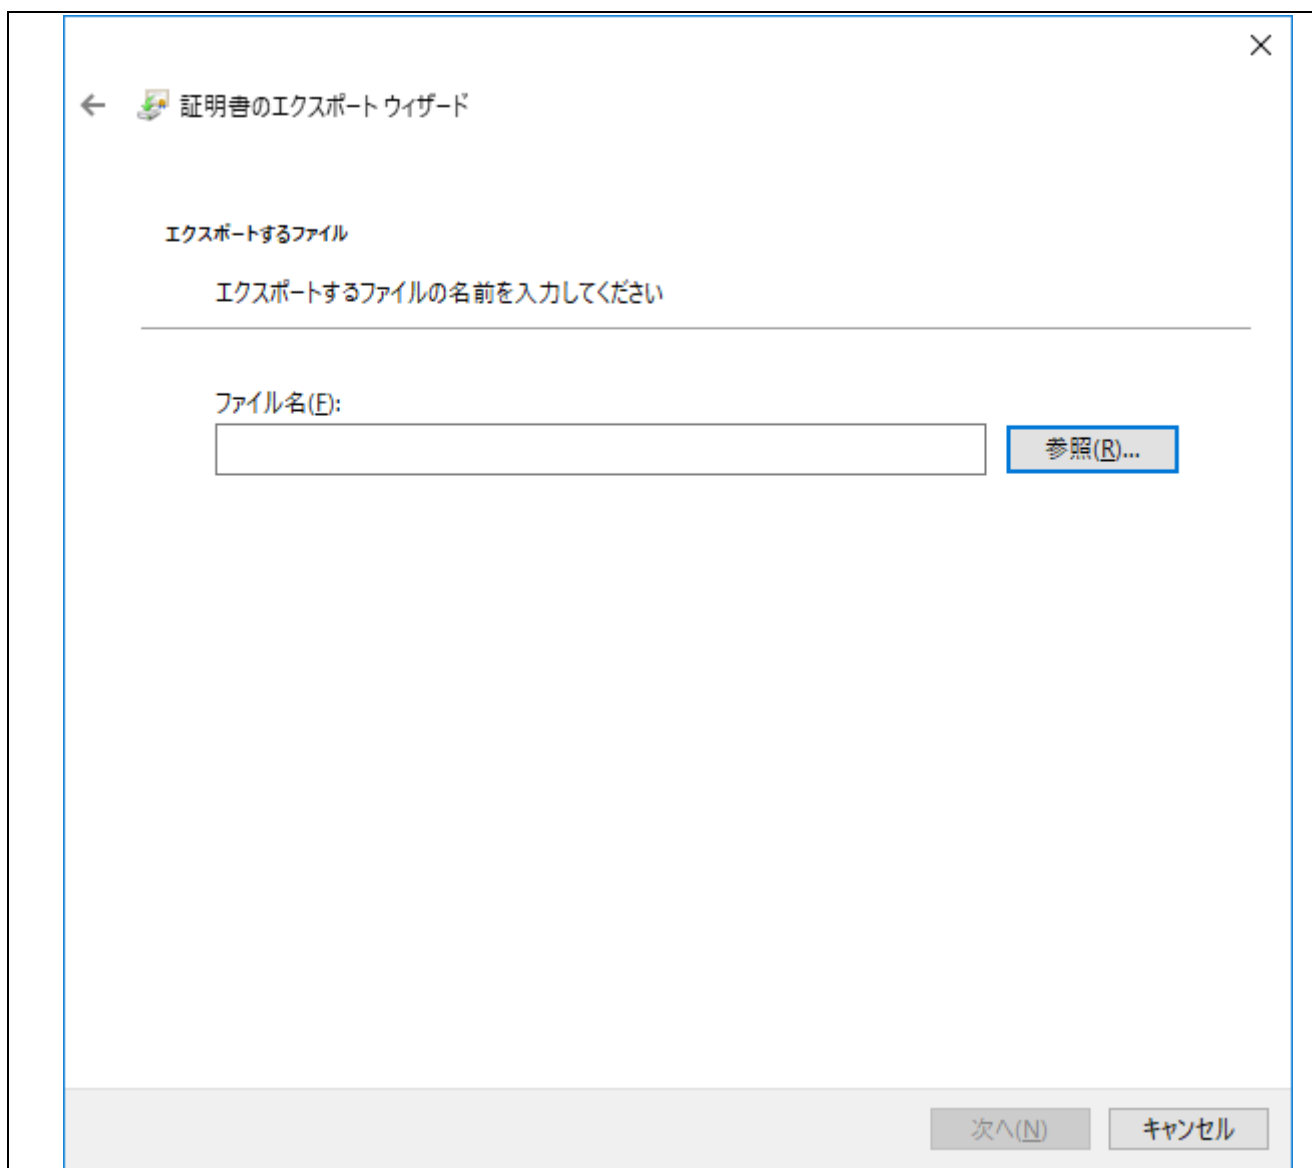 証明書のエクスポート ウィザード
エクスポートするファイル
エクスポートするファイルの名前を入力してください
ファイル名(F):
参照(R)...
次へ(N)
キャンセル